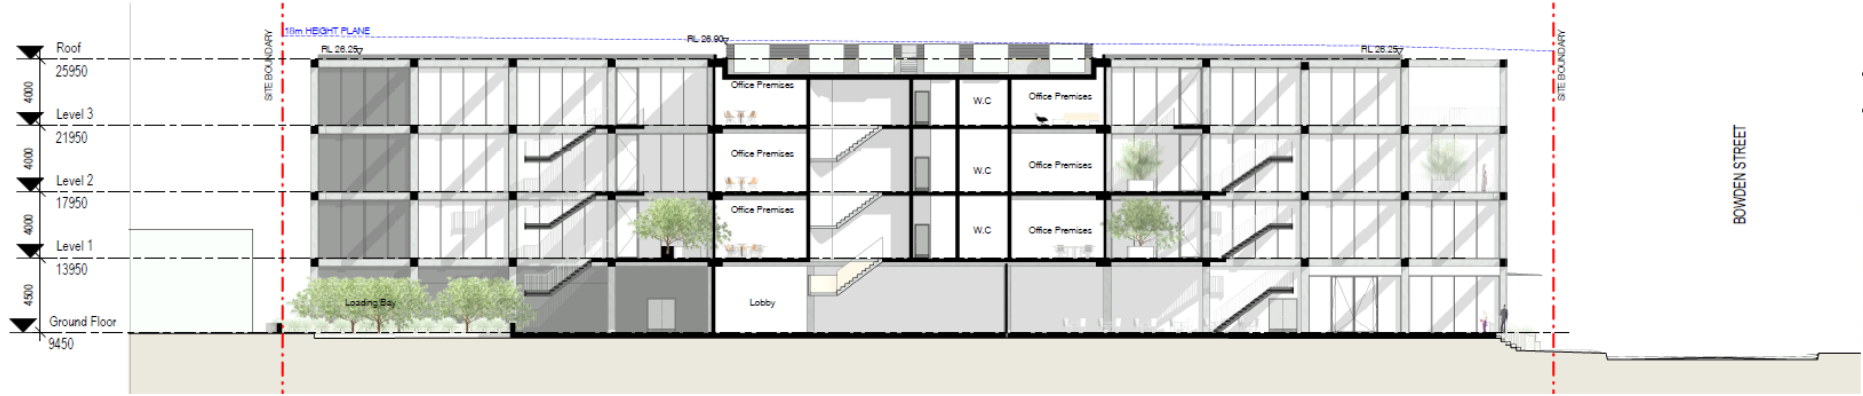 18m HEIGHT PLANE
SITE BOUNDARY
Roof
25950
RL 26.25
RL 26.90
RL 26.25
SITE BOUNDARY
4000
Office Premises
W.C
Office Premises
Level 3
21950
4000
Office Premises
W.C
Office Premises
Level 2
17950
4000
Office Premises
W.C
Office Premises
Level 1
13950
4500
Loading Bay
Lobby
Ground Floor
9450
BOWDEN STREET